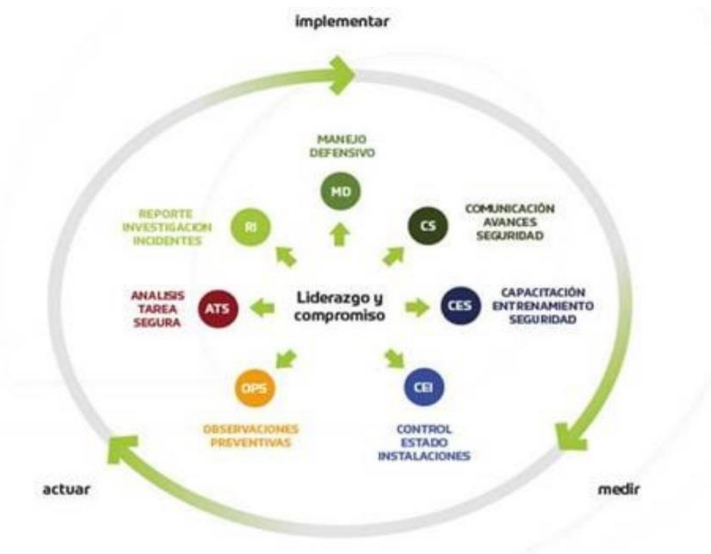 implementar
MANEJO
DEFENSIVO
MD
REPORTE
INVESTIGACION
INCIDENTES
RI
CS
COMUNICACIÓN
AVANCES
SEGURIDAD
ANALISIS
TAREA
SEGURA
ATS
Liderazgo y
compromiso
CES
CAPACITACIÓN
ENTRENAMIENTO
SEGURIDAD
OPS
OBSERVACIONES
PREVENTIVAS
CEI
CONTROL
ESTADO
INSTALACIONES
actuar
medir